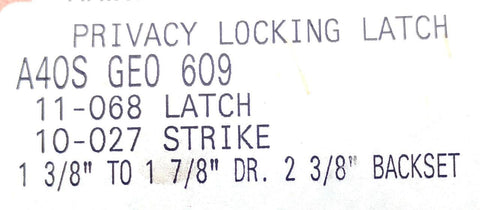 PRIVACY LOCKING LATCH
A40S GEO 609
11-068 LATCH
10-027 STRIKE
1 3/8" TO 1 7/8" DR. 2 3/8" BACKSET